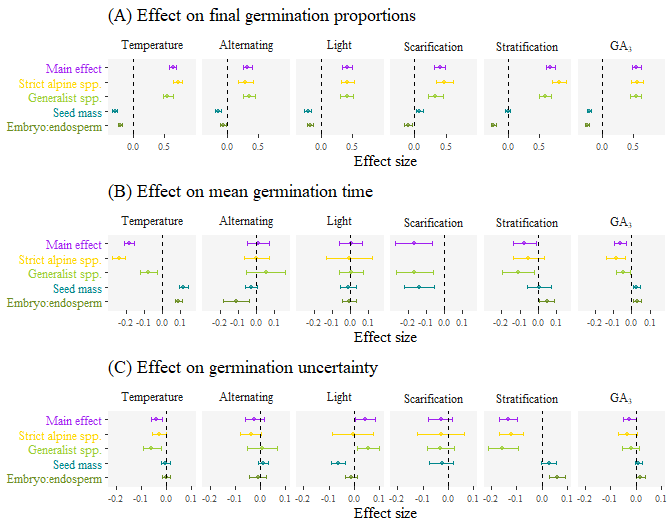 (A) Effect on final germination proportions
Temperature Alternating Light Scarification Stratification GA3
Main effect
Strict alpine spp.
Generalist spp.
Seed mass
Embryo:endosperm
0.0 0.5 0.0 0.5 0.0 0.5 0.0 0.5 0.0 0.5 0.0 0.5
Effect size
(B) Effect on mean germination time
Temperature Alternating Light Scarification Stratification GA3
Main effect
Strict alpine spp.
Generalist spp.
Seed mass
Embryo:endosperm
-0.2 -0.1 0.0 0.1 -0.2 -0.1 0.0 0.1 -0.2 -0.1 0.0 0.1 -0.2 -0.1 0.0 0.1 -0.2 -0.1 0.0 0.1 -0.2 -0.1 0.0 0.1
Effect size
(C) Effect on germination uncertainty
Temperature Alternating Light Scarification Stratification GA3
Main effect
Strict alpine spp.
Generalist spp.
Seed mass
Embryo:endosperm
-0.2 -0.1 0.0 0.1 -0.2 -0.1 0.0 0.1 -0.2 -0.1 0.0 0.1 -0.2 -0.1 0.0 0.1 -0.2 -0.1 0.0 0.1 -0.2 -0.1 0.0 0.1
Effect size